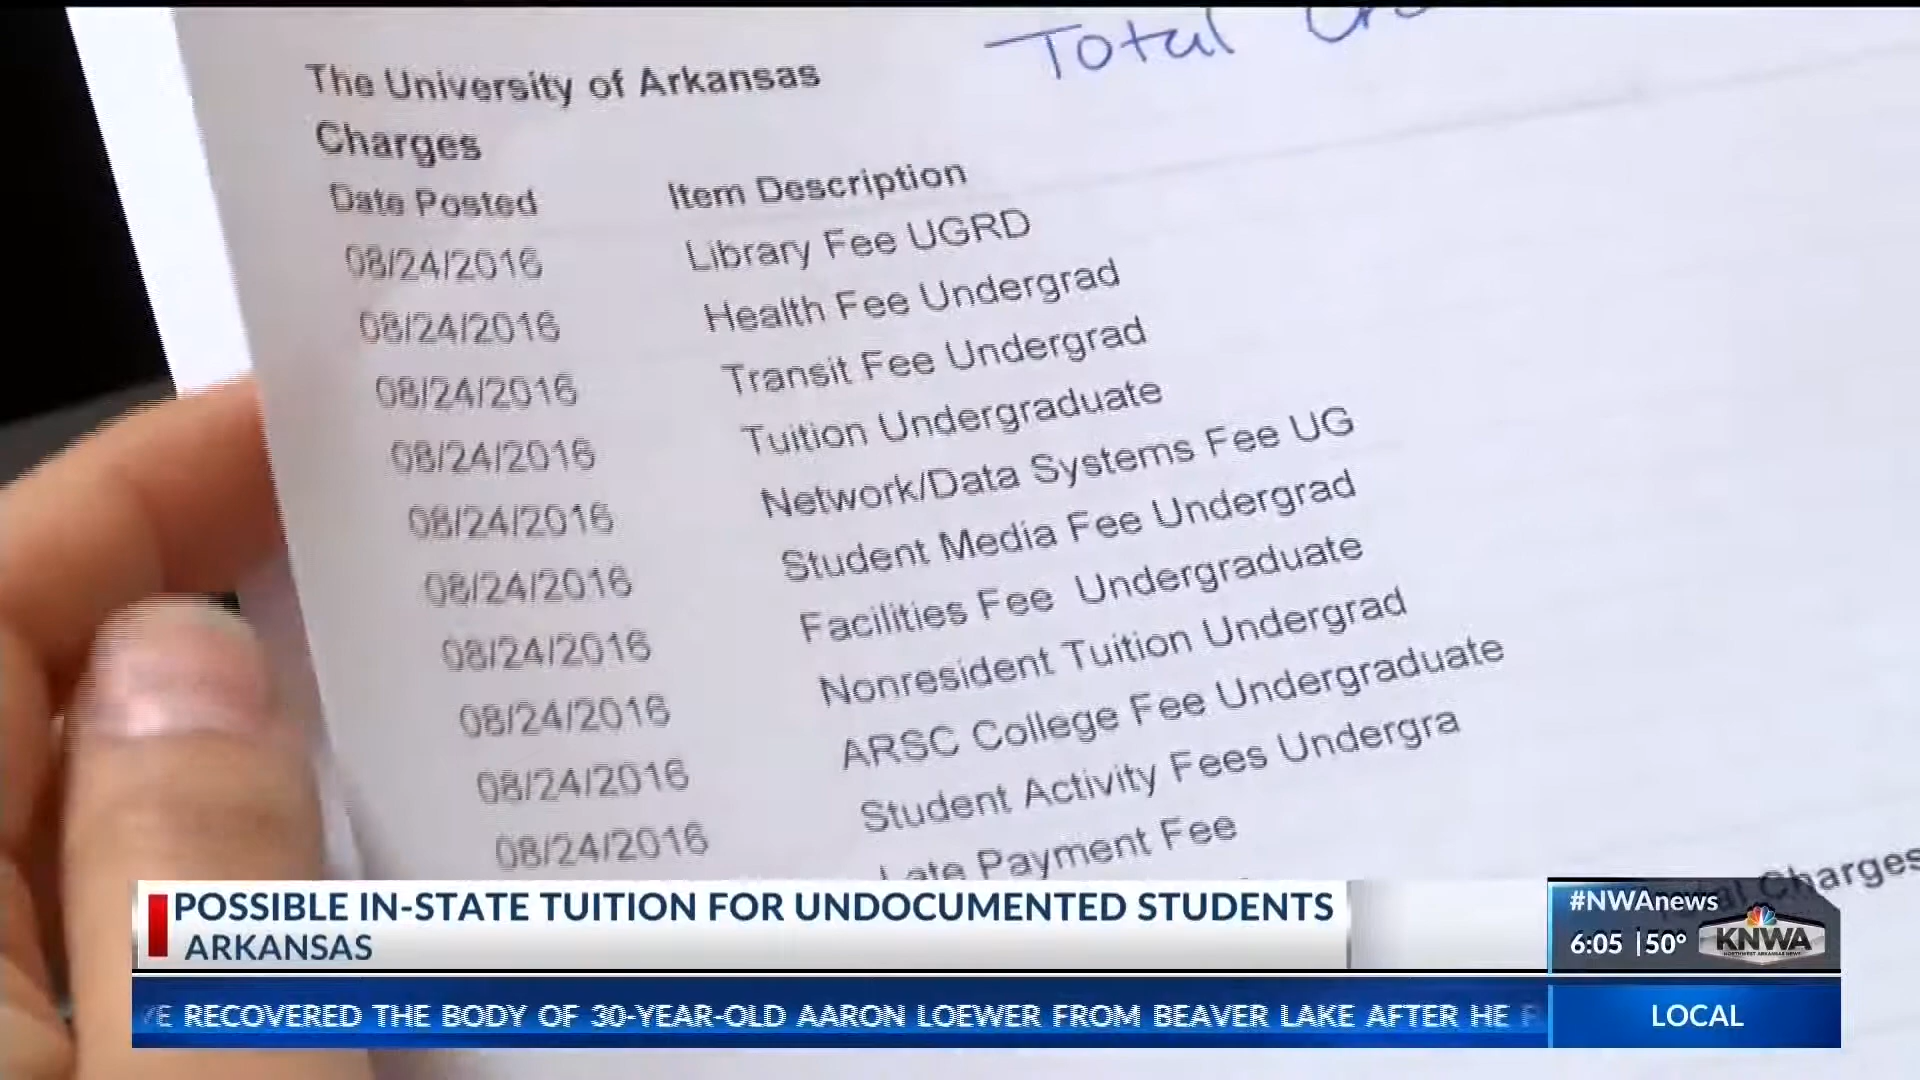 Total
The University of Arkansas
Charges
Date Posted Item Description
08/24/2016 Library Fee UGRD
08/24/2016 Health Fee Undergrad
08/24/2016 Transit Fee Undergrad
08/24/2016 Tuition Undergraduate
08/24/2016 Network/Data Systems Fee UG
08/24/2016 Student Media Fee Undergrad
08/24/2016 Facilities Fee Undergraduate
08/24/2016 Nonresident Tuition Undergrad
08/24/2016 ARSC College Fee Undergraduate
08/24/2016 Student Activity Fees Undergra
Late Payment Fee
Charges
POSSIBLE IN-STATE TUITION FOR UNDOCUMENTED STUDENTS
ARKANSAS
#NWAnews
6:05 | 50°
KNWA
NORTHWEST ARKANSAS NEWS
RECOVERED THE BODY OF 30-YEAR-OLD AARON LOEWER FROM BEAVER LAKE AFTER HE
LOCAL